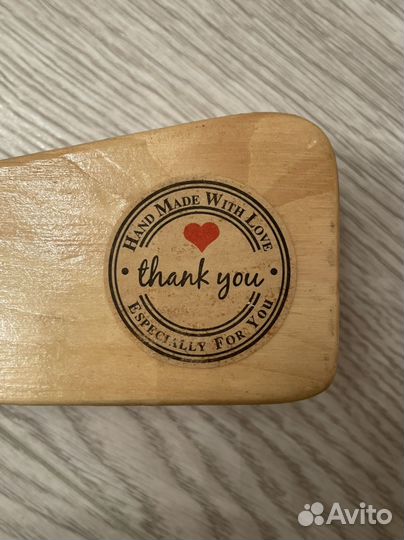 Hand Made With Love
thank you
Especially For You
Avito